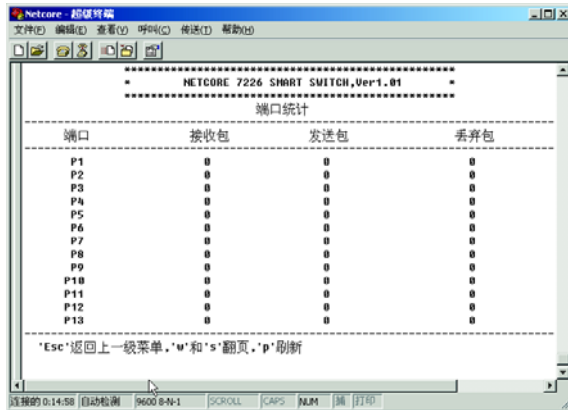 Netcore - 超级终端
文件(F) 编辑(E) 查看(V) 呼叫(C) 传送(T) 帮助(H)
********************************************************
* NETCORE 7226 SMART SWITCH,Ver1.01 *
********************************************************
端口统计
端口 接收包 发送包 丢弃包
P1 0 0 0
P2 0 0 0
P3 0 0 0
P4 0 0 0
P5 0 0 0
P6 0 0 0
P7 0 0 0
P8 0 0 0
P9 0 0 0
P10 0 0 0
P11 0 0 0
P12 0 0 0
P13 0 0 0
'Esc'返回上一级菜单,'w'和's'翻页,'p'刷新
连接的 0:14:58 自动检测 9600 8-N-1 SCROLL CAPS NUM 捕 打印